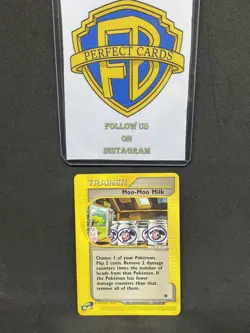 PERFECT CARDS
FB
FOLLOW US
ON
INSTAGRAM
TRAINER
Moo-Moo Milk
Choose 1 of your Pokémon.
Flip 2 coins. Remove 2 damage
counters times the number of
heads from that Pokémon. If
the Pokémon has fewer
damage counters than that,
remove all of them.